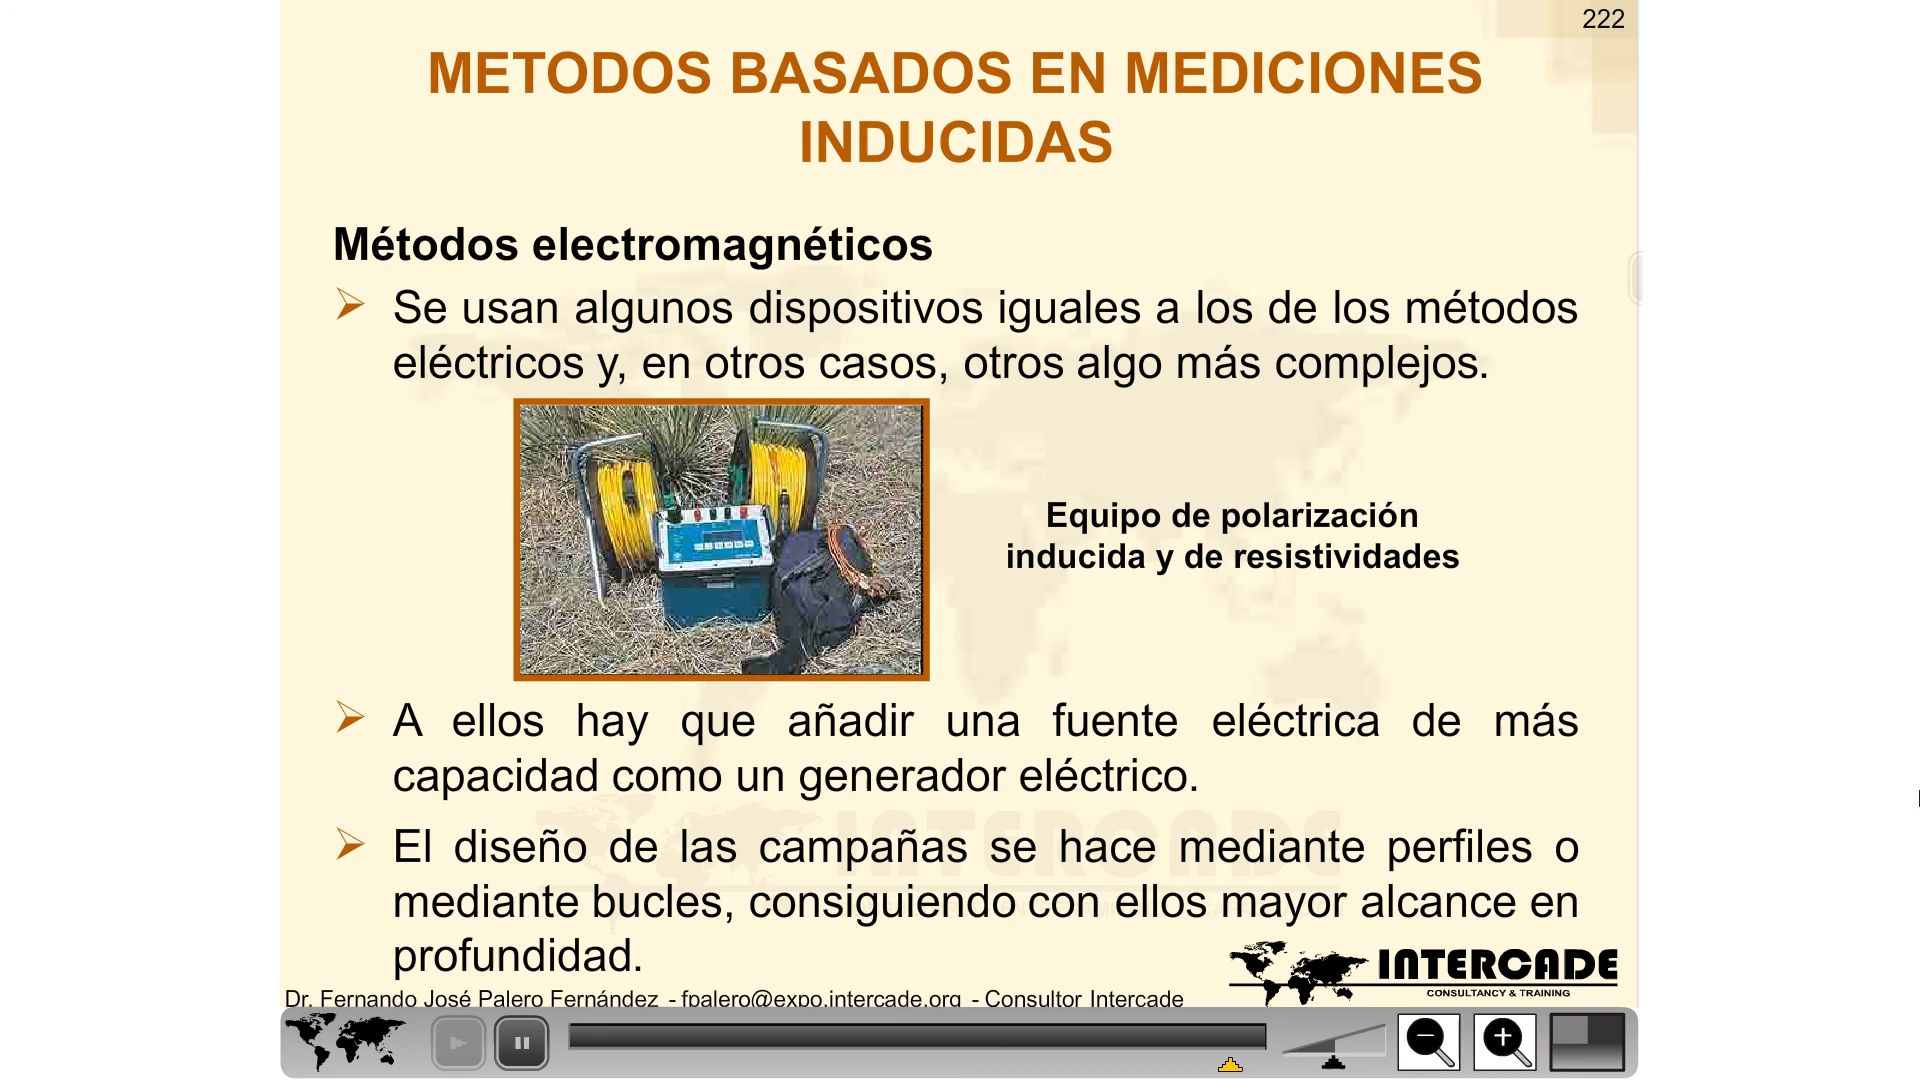 222
METODOS BASADOS EN MEDICIONES
INDUCIDAS
Métodos electromagnéticos
Se usan algunos dispositivos iguales a los de los métodos
eléctricos y, en otros casos, otros algo más complejos.
Equipo de polarización
inducida y de resistividades
A ellos hay que añadir una fuente eléctrica de más
capacidad como un generador eléctrico.
El diseño de las campañas se hace mediante perfiles o
mediante bucles, consiguiendo con ellos mayor alcance en
profundidad.
INTERCADE
CONSULTANCY & TRAINING
Dr. Fernando José Palero Fernández - fpalero@expo.intercade.org - Consultor Intercade